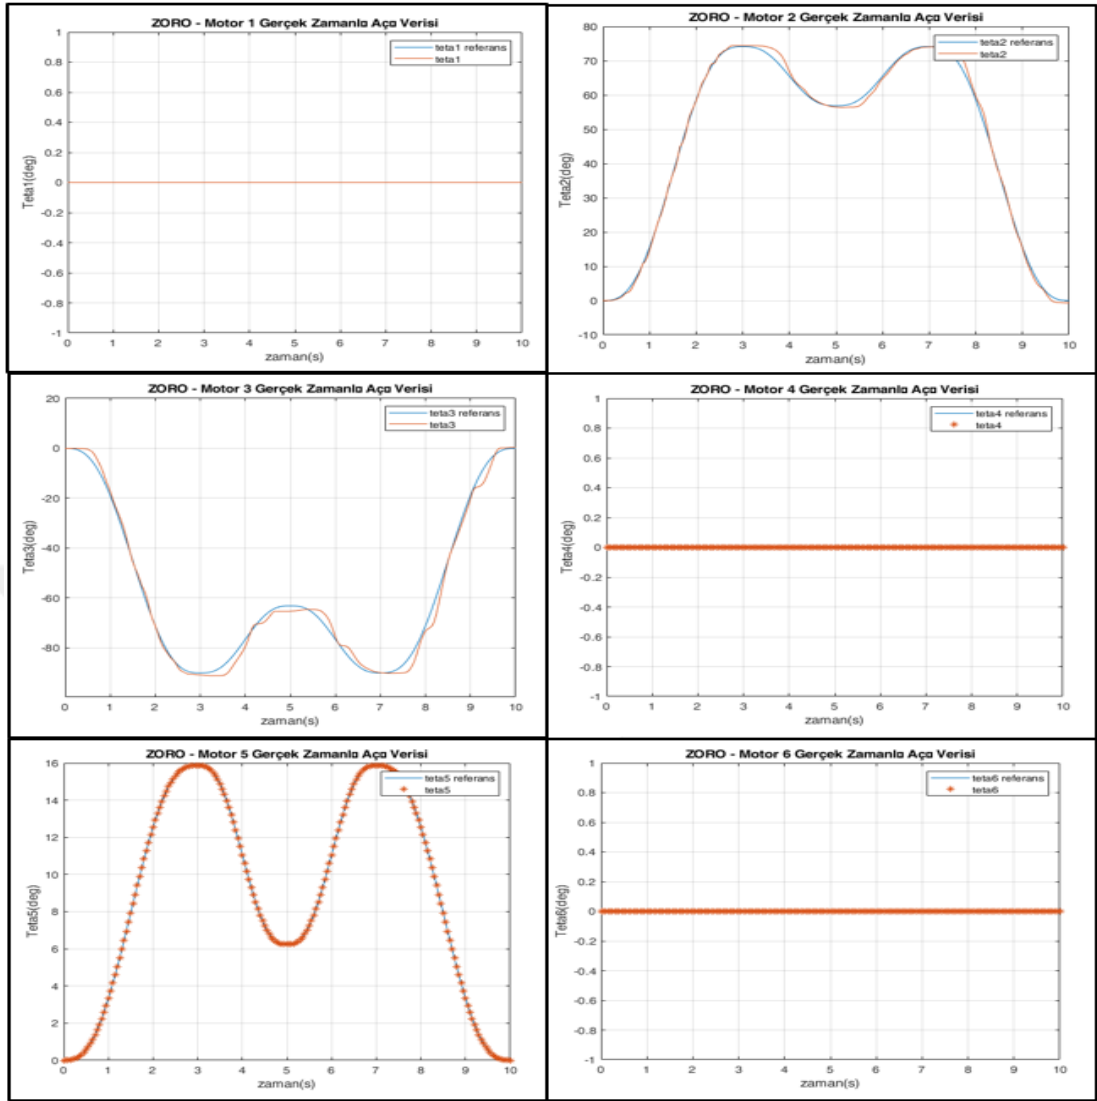 ZORO - Motor 1 Gerçek Zamanlı Aça Verisi
1
0.8
0.6
0.4
0.2
0
-0.2
-0.4
-0.6
-0.8
-1
Teta1(deg)
teta1 referans
teta1
0 1 2 3 4 5 6 7 8 9 10
zaman(s)
ZORO - Motor 2 Gerçek Zamanlı Aça Verisi
80
70
60
50
40
30
20
10
0
-10
Teta2(deg)
teta2 referans
teta2
0 1 2 3 4 5 6 7 8 9 10
zaman(s)
ZORO - Motor 3 Gerçek Zamanla Aça Verisi
20
0
-20
-40
-60
-80
Teta3(deg)
teta3 referans
teta3
0 1 2 3 4 5 6 7 8 9 10
zaman(s)
ZORO - Motor 4 Gerçek Zamanla Aça Verisi
1
0.8
0.6
0.4
0.2
0
-0.2
-0.4
-0.6
-0.8
-1
Teta4(deg)
teta4 referans
teta4
0 1 2 3 4 5 6 7 8 9 10
zaman(s)
ZORO - Motor 5 Gerçek Zamanla Aça Verisi
16
14
12
10
8
6
4
2
0
Teta5(deg)
teta5 referans
teta5
0 1 2 3 4 5 6 7 8 9 10
zaman(s)
ZORO - Motor 6 Gerçek Zamanla Aça Verisi
1
0.8
0.6
0.4
0.2
0
-0.2
-0.4
-0.6
-0.8
-1
Teta6(deg)
teta6 referans
teta6
0 1 2 3 4 5 6 7 8 9 10
zaman(s)